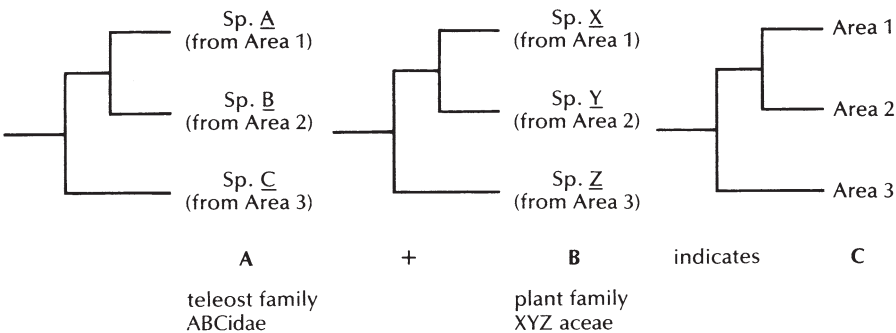 Sp. A
(from Area 1)
Sp. B
(from Area 2)
Sp. C
(from Area 3)
Sp. X
(from Area 1)
Sp. Y
(from Area 2)
Sp. Z
(from Area 3)
Area 1
Area 2
Area 3
A + B indicates C
teleost family
ABCidae
plant family
XYZ aceae